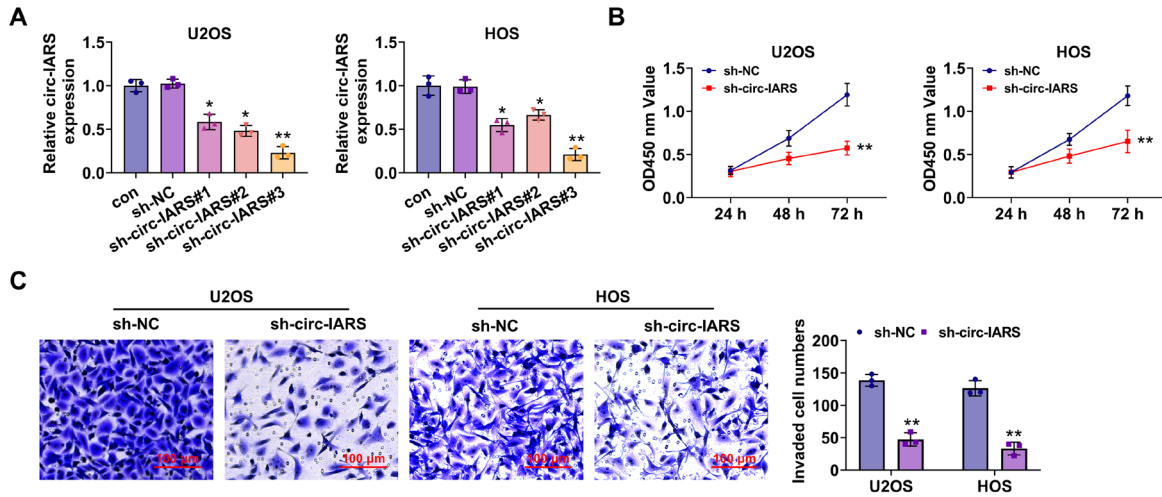 A
U2OS
Relative circ-IARS
expression
1.5
1.0
0.5
0.0
*
*
**
con
sh-NC
sh-circ-IARS#1
sh-circ-IARS#2
sh-circ-IARS#3
HOS
Relative circ-IARS
expression
1.5
1.0
0.5
0.0
*
*
**
con
sh-NC
sh-circ-IARS#1
sh-circ-IARS#2
sh-circ-IARS#3
B
U2OS
OD450 nm Value
1.5
1.0
0.5
0.0
sh-NC
sh-circ-IARS
**
24 h 48 h 72 h
HOS
OD450 nm Value
1.5
1.0
0.5
0.0
sh-NC
sh-circ-IARS
**
24 h 48 h 72 h
C
U2OS
sh-NC
sh-circ-IARS
HOS
sh-NC
sh-circ-IARS
100 μm
100 μm
100 μm
100 μm
sh-NC sh-circ-IARS
Invaded cell numbers
200
150
100
50
0
**
**
U2OS
HOS